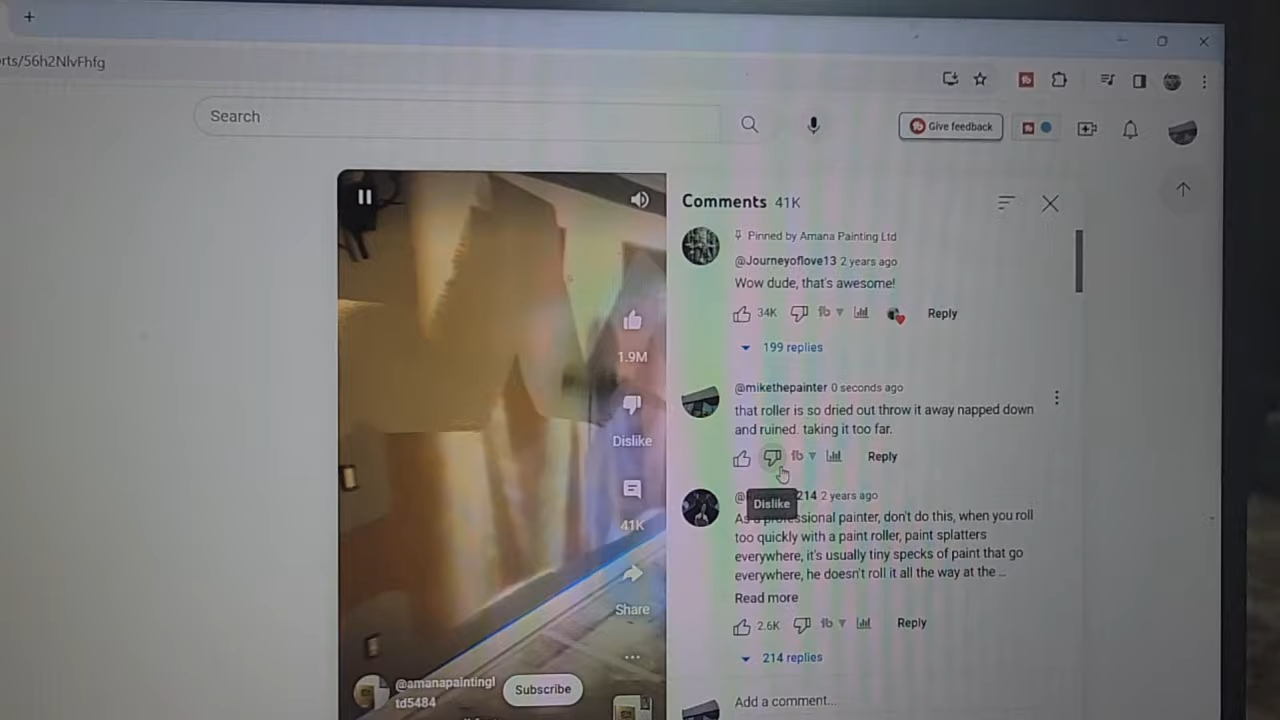 rts/56h2NlvFhfg
Search
Give feedback
Comments 41K
Pinned by Amana Painting Ltd
@Journeyoflove13 2 years ago
Wow dude, that's awesome!
34K
Reply
199 replies
@mikethepainter 0 seconds ago
that roller is so dried out throw it away napped down
and ruined. taking it too far.
Reply
Dislike
214 2 years ago
As a professional painter, don't do this, when you roll
too quickly with a paint roller, paint splatters
everywhere, it's usually tiny specks of paint that go
everywhere, he doesn't roll it all the way at the ...
Read more
2.6K
Reply
214 replies
Add a comment...
1.9M
Dislike
41K
Share
@amanapaintingl
td5484
Subscribe